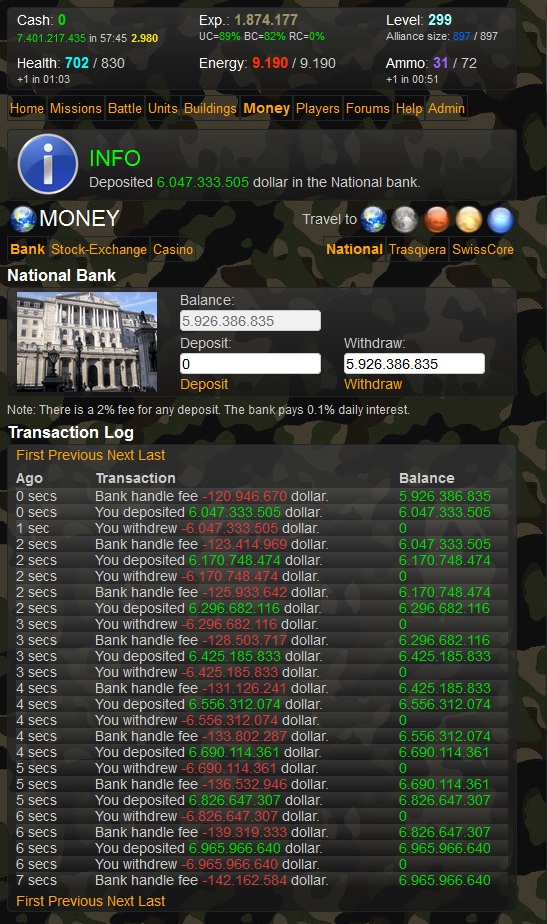 Cash: 0 Exp.: 1.874.177 Level: 299
7.401.217.435 in 57:45 2.980 UC=89% BC=82% RC=0% Alliance size: 897 / 897
Health: 702 / 830 Energy: 9.190 / 9.190 Ammo: 31 / 72
+1 in 01:03 +1 in 00:51
Home Missions Battle Units Buildings Money Players Forums Help Admin
INFO
Deposited 6.047.333.505 dollar in the National bank.
MONEY Travel to
Bank Stock-Exchange Casino National Trasquera SwissCore
National Bank
Balance:
5.926.386.835
Deposit: Withdraw:
0 5.926.386.835
Deposit Withdraw
Note: There is a 2% fee for any deposit. The bank pays 0.1% daily interest.
Transaction Log
First Previous Next Last
Ago Transaction Balance
0 secs Bank handle fee -120.946.670 dollar. 5.926.386.835
0 secs You deposited 6.047.333.505 dollar. 6.047.333.505
1 sec You withdrew -6.047.333.505 dollar. 0
2 secs Bank handle fee -123.414.969 dollar. 6.047.333.505
2 secs You deposited 6.170.748.474 dollar. 6.170.748.474
2 secs You withdrew -6.170.748.474 dollar. 0
2 secs Bank handle fee -125.933.642 dollar. 6.170.748.474
2 secs You deposited 6.296.682.116 dollar. 6.296.682.116
3 secs You withdrew -6.296.682.116 dollar. 0
3 secs Bank handle fee -128.503.717 dollar. 6.296.682.116
3 secs You deposited 6.425.185.833 dollar. 6.425.185.833
3 secs You withdrew -6.425.185.833 dollar. 0
4 secs Bank handle fee -131.126.241 dollar. 6.425.185.833
4 secs You deposited 6.556.312.074 dollar. 6.556.312.074
4 secs You withdrew -6.556.312.074 dollar. 0
4 secs Bank handle fee -133.802.287 dollar. 6.556.312.074
4 secs You deposited 6.690.114.361 dollar. 6.690.114.361
5 secs You withdrew -6.690.114.361 dollar. 0
5 secs Bank handle fee -136.532.946 dollar. 6.690.114.361
5 secs You deposited 6.826.647.307 dollar. 6.826.647.307
6 secs You withdrew -6.826.647.307 dollar. 0
6 secs Bank handle fee -139.319.333 dollar. 6.826.647.307
6 secs You deposited 6.965.966.640 dollar. 6.965.966.640
6 secs You withdrew -6.965.966.640 dollar. 0
7 secs Bank handle fee -142.162.584 dollar. 6.965.966.640
First Previous Next Last